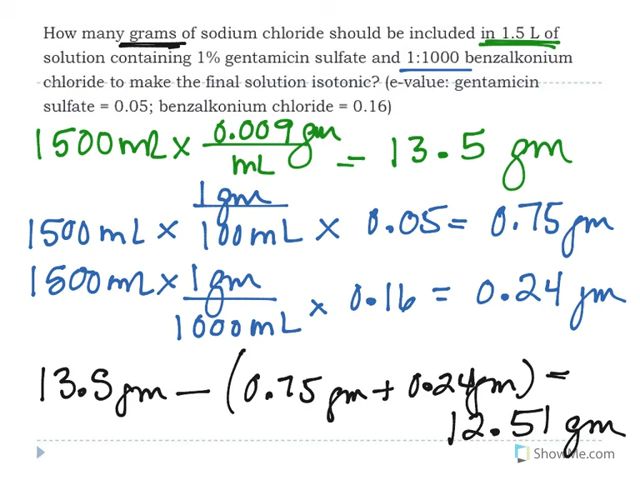 How many grams of sodium chloride should be included in 1.5 L of
solution containing 1% gentamicin sulfate and 1:1000 benzalkonium
chloride to make the final solution isotonic? (e-value: gentamicin
sulfate = 0.05; benzalkonium chloride = 0.16)
1500 mL × 0.009 gm / mL = 13.5 gm
1500 mL × 1 gm / 100 mL × 0.05 = 0.75 gm
1500 mL × 1 gm / 1000 mL × 0.16 = 0.24 gm
13.5 gm − (0.75 gm + 0.24 gm) =
12.51 gm
ShowMe.com